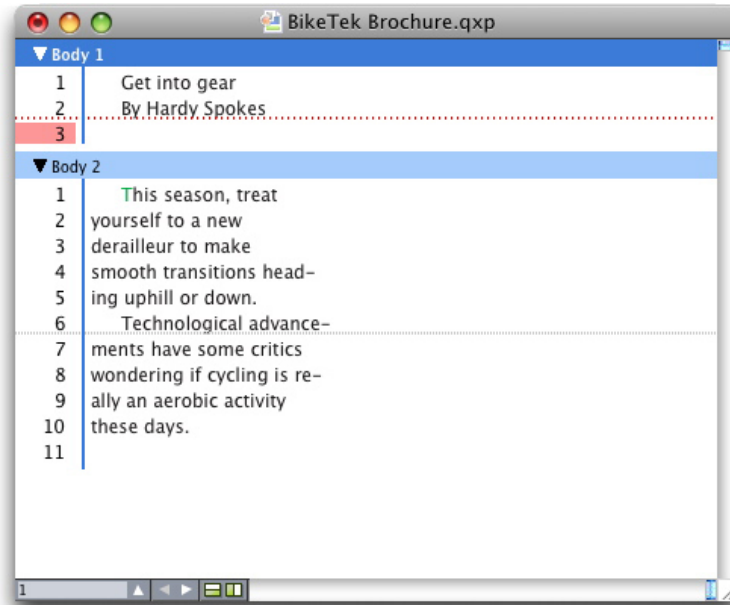 BikeTek Brochure.qxp
Body 1
1 Get into gear
2 By Hardy Spokes
3
Body 2
1 This season, treat
2 yourself to a new
3 derailleur to make
4 smooth transitions head-
5 ing uphill or down.
6 Technological advance-
7 ments have some critics
8 wondering if cycling is re-
9 ally an aerobic activity
10 these days.
11
1